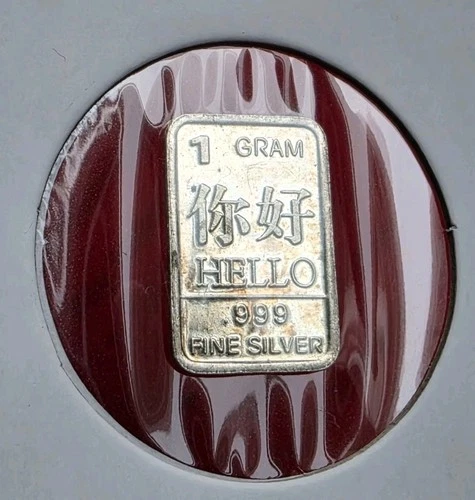 1 GRAM
你好
HELLO
.999
FINE SILVER